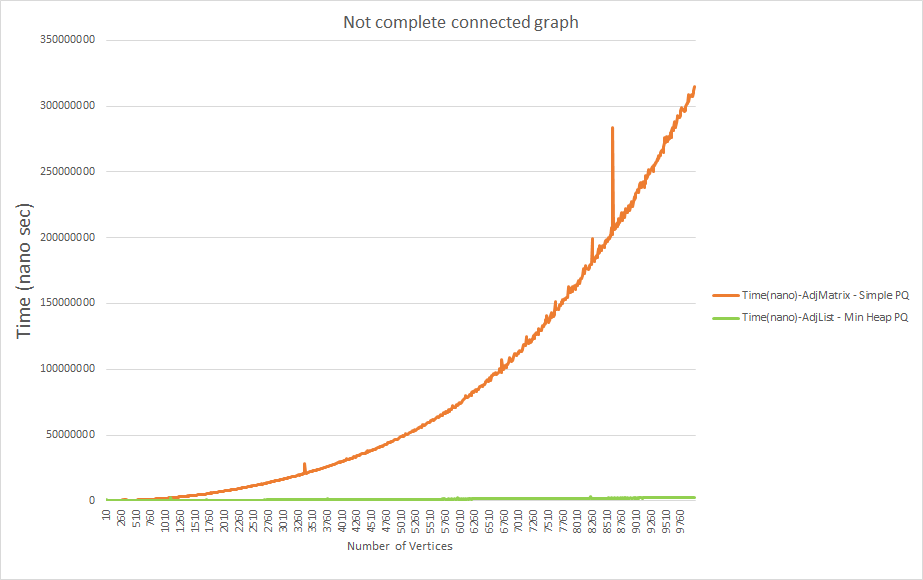 Not complete connected graph
350000000
300000000
250000000
200000000
150000000
100000000
50000000
0
Time (nano sec)
10 260 510 760 1010 1260 1510 1760 2010 2260 2510 2760 3010 3260 3510 3760 4010 4260 4510 4760 5010 5260 5510 5760 6010 6260 6510 6760 7010 7260 7510 7760 8010 8260 8510 8760 9010 9260 9510 9760
Number of Vertices
Time(nano)-AdjMatrix - Simple PQ
Time(nano)-AdjList - Min Heap PQ